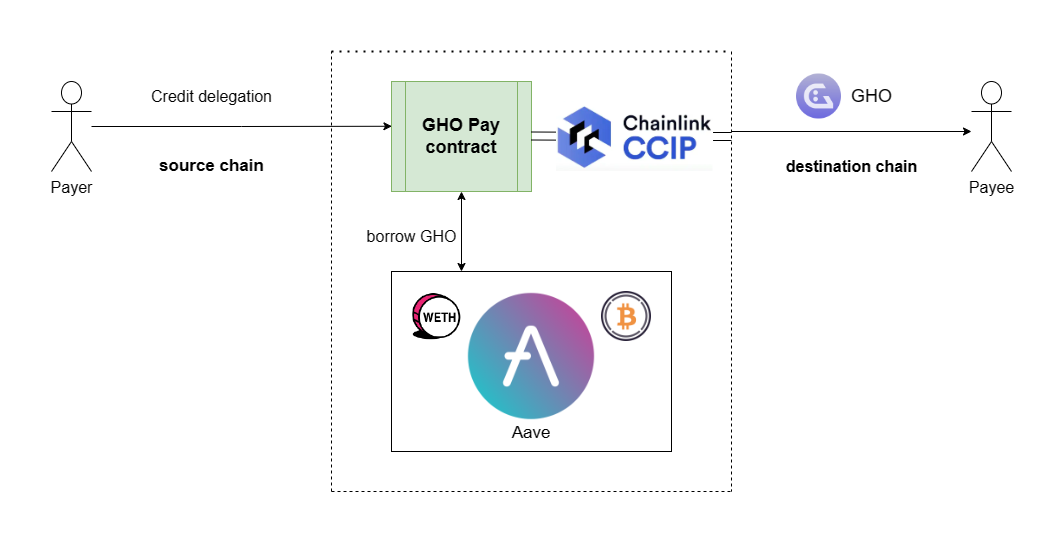 Credit delegation
source chain
Payer
GHO Pay
contract
Chainlink
CCIP
GHO
destination chain
Payee
borrow GHO
WETH
Aave